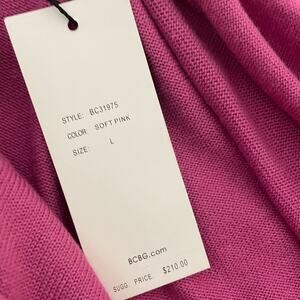 STYLE: BC31975
COLOR: SOFT PINK
SIZE: L
BCBG.com
SUGG. PRICE $210.00